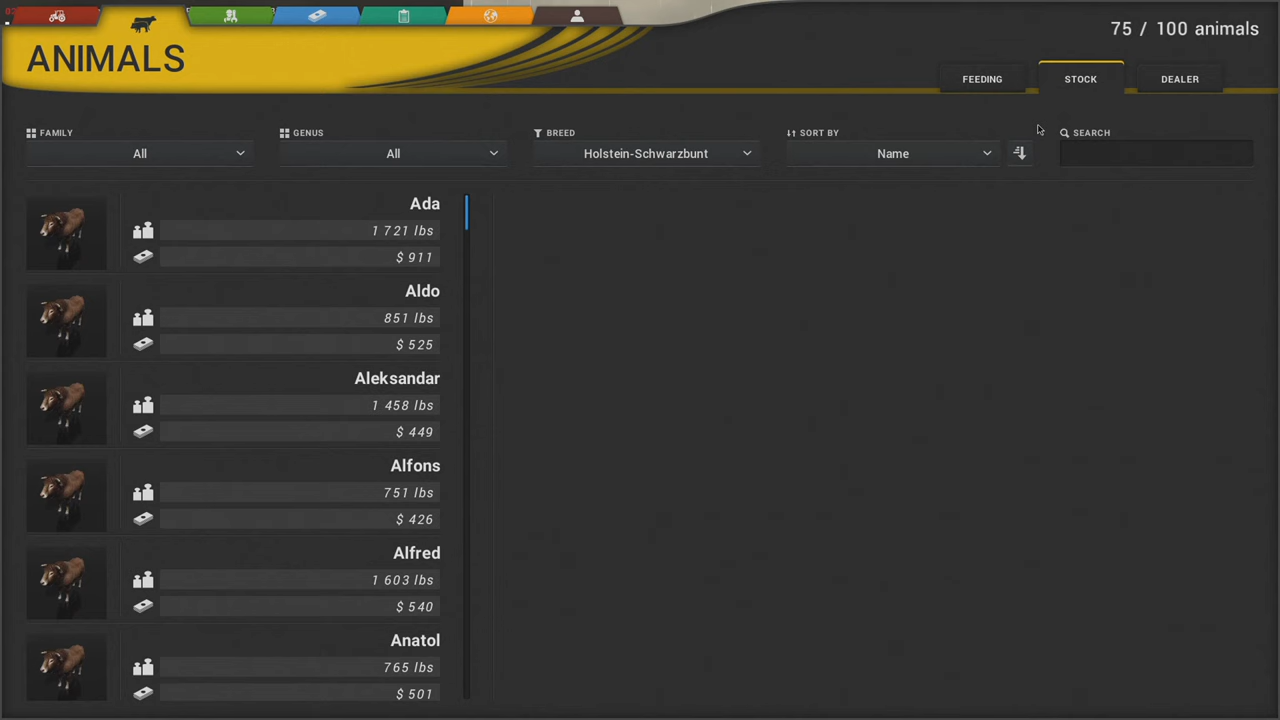 75 / 100 animals
ANIMALS
FEEDING
STOCK
DEALER
FAMILY
GENUS
BREED
SORT BY
SEARCH
All
All
Holstein-Schwarzbunt
Name
Ada
1 721 lbs
$ 911
Aldo
851 lbs
$ 525
Aleksandar
1 458 lbs
$ 449
Alfons
751 lbs
$ 426
Alfred
1 603 lbs
$ 540
Anatol
765 lbs
$ 501